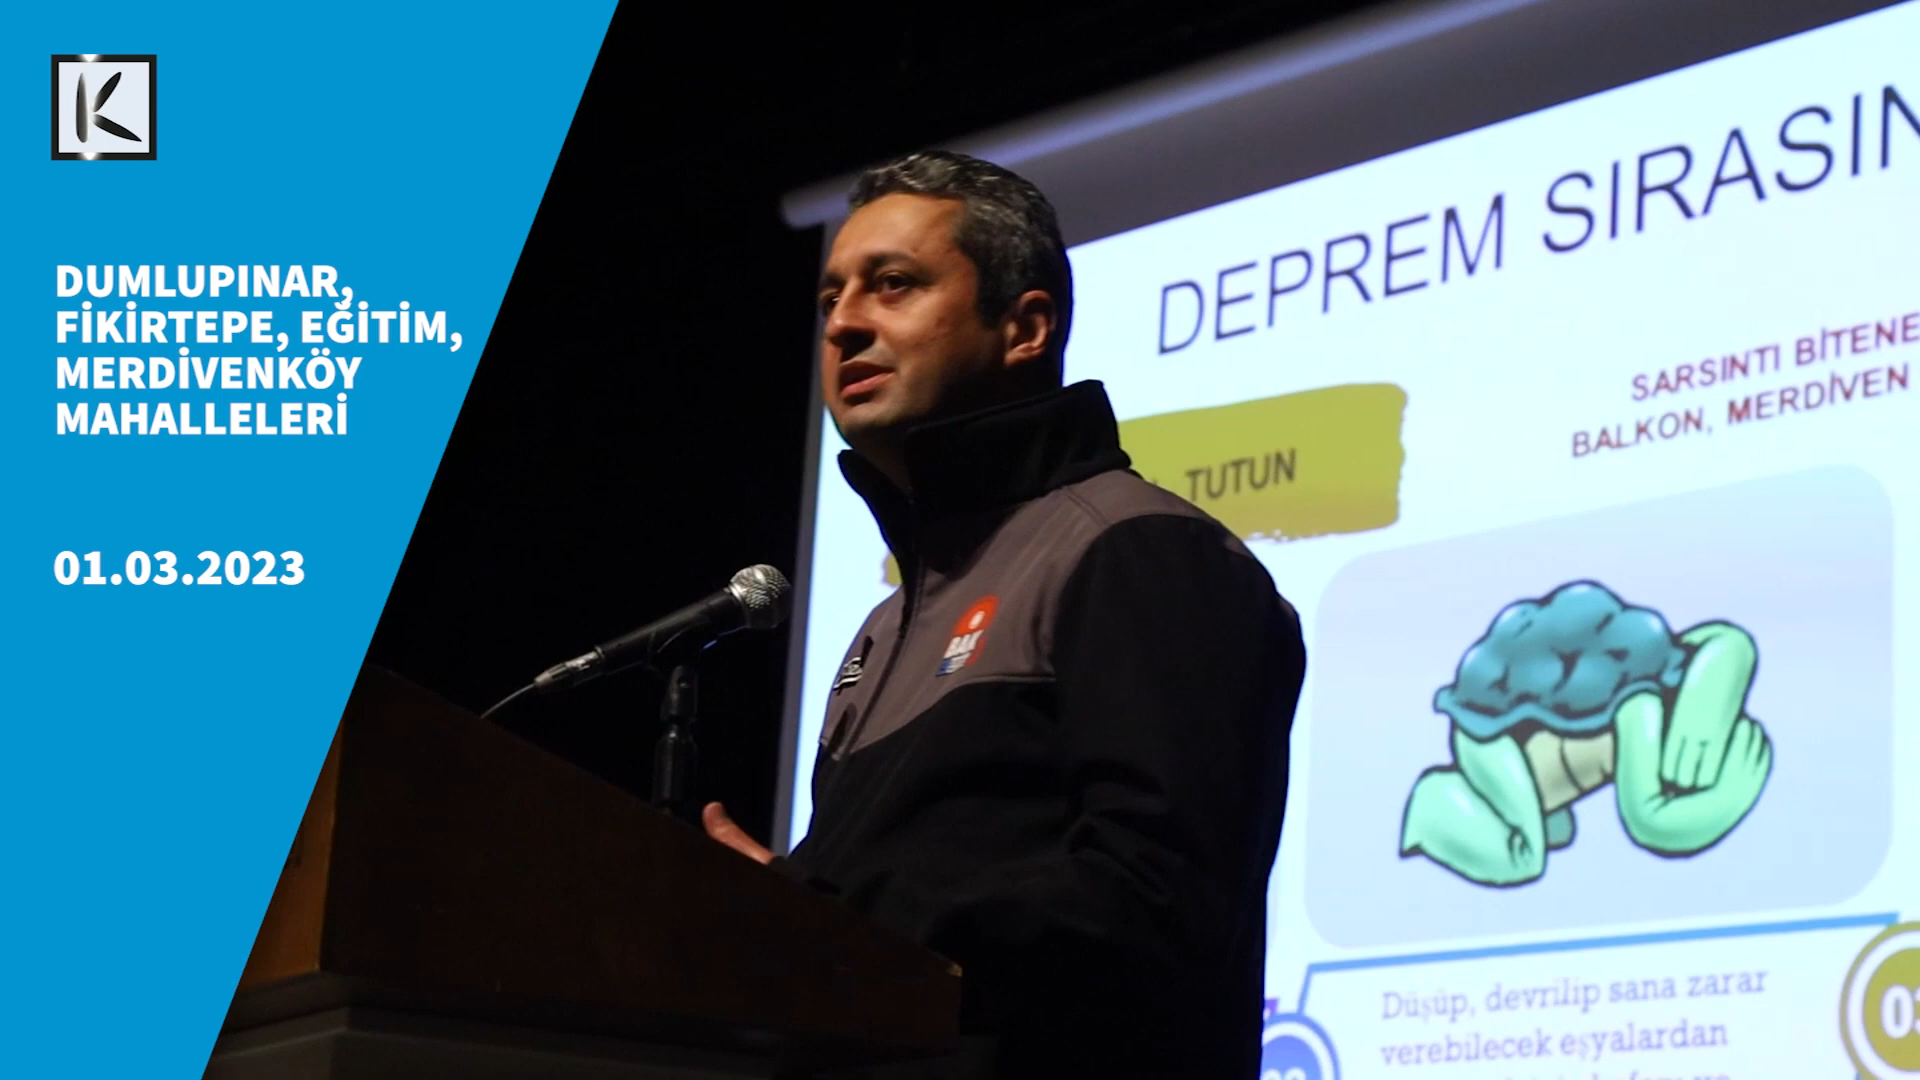 K
DUMLUPINAR,
FİKİRTEPE, EĞİTİM,
MERDİVENKÖY
MAHALLELERİ
01.03.2023
DEPREM SIRASIN
SARSINTI BİTENE
BALKON, MERDİVEN
TUTUN
BAK
Düşüp, devrilip sana zarar
verebilecek eşyalardan